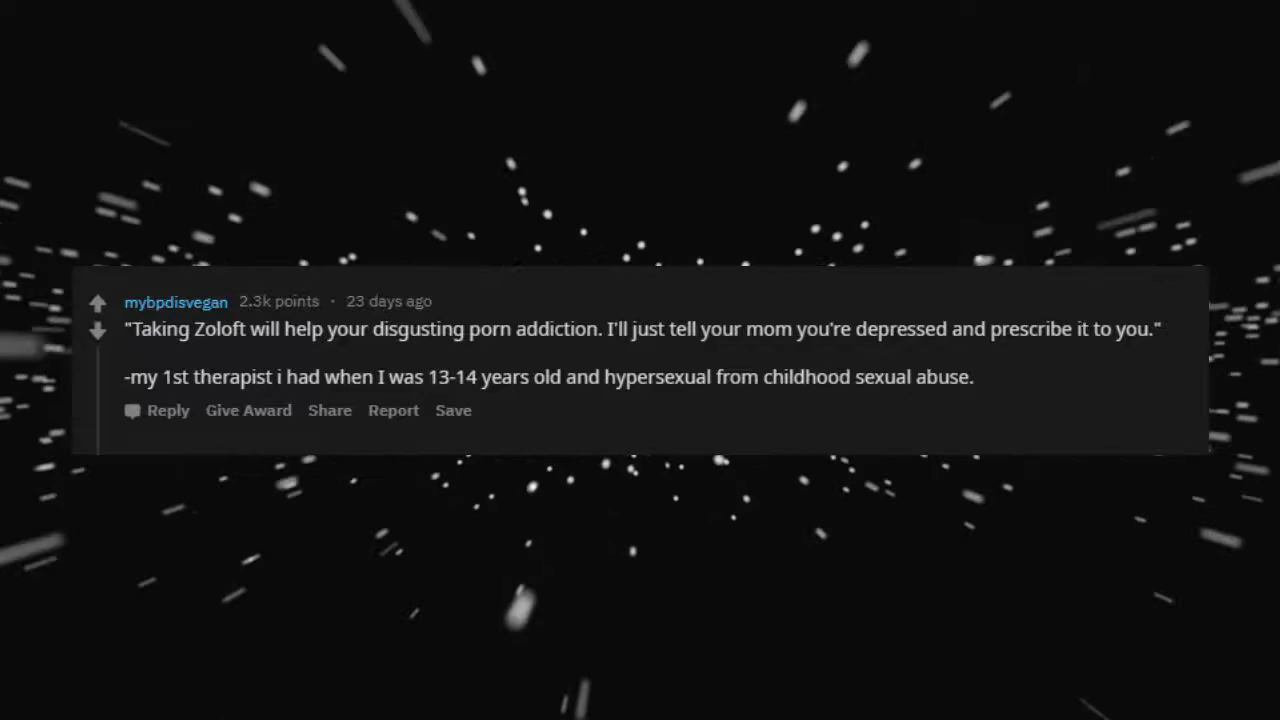 mybpdisvegan 2.3k points · 23 days ago
"Taking Zoloft will help your disgusting porn addiction. I'll just tell your mom you're depressed and prescribe it to you."
-my 1st therapist i had when I was 13-14 years old and hypersexual from childhood sexual abuse.
Reply Give Award Share Report Save